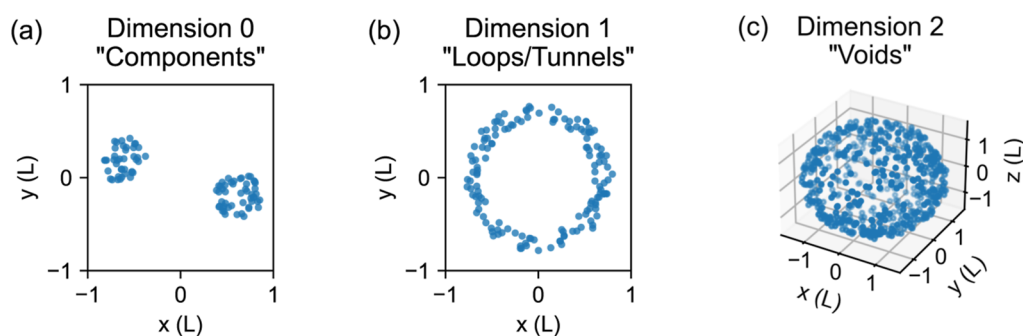 (a)
Dimension 0
"Components"
1
0
−1
−1
0
1
y (L)
x (L)
(b)
Dimension 1
"Loops/Tunnels"
1
0
−1
−1
0
1
y (L)
x (L)
(c)
Dimension 2
"Voids"
1
0
−1
z (L)
1
0
−1
y (L)
−1
0
1
x (L)